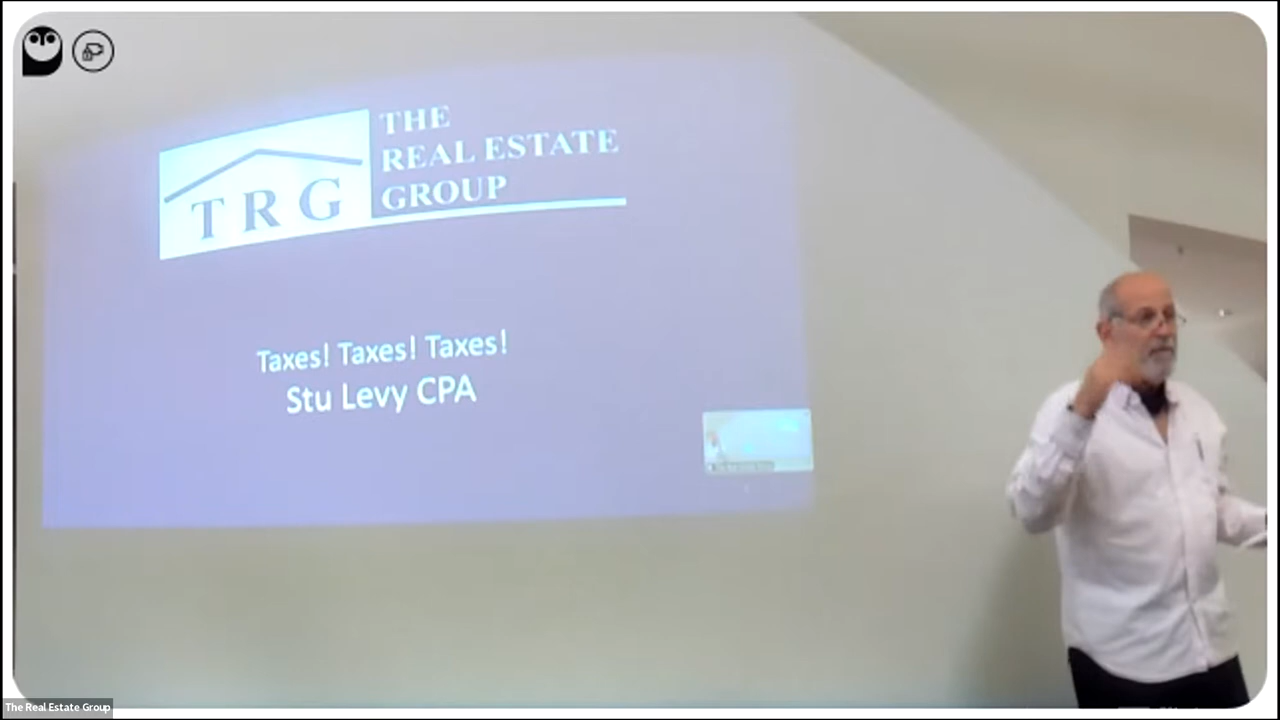 TRG
THE
REAL ESTATE
GROUP
Taxes! Taxes! Taxes!
Stu Levy CPA
The Real Estate Group